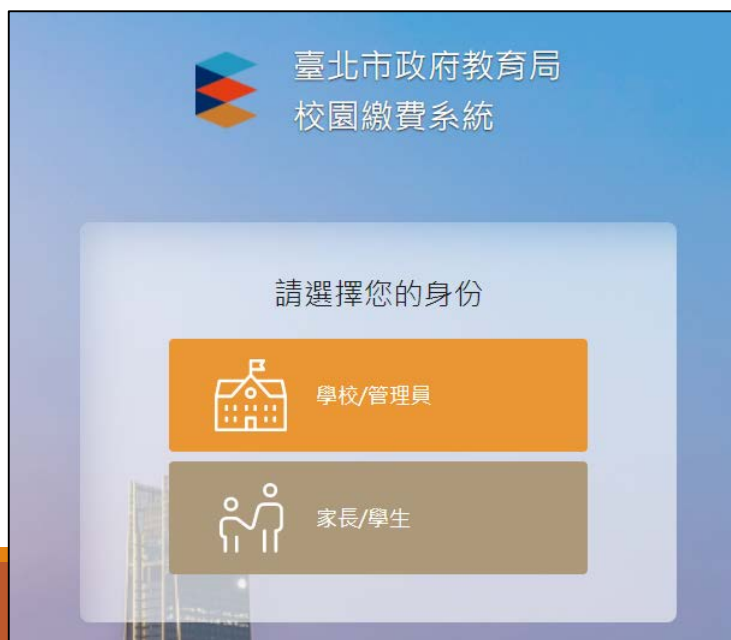 臺北市政府教育局
校園繳費系統
請選擇您的身份
學校/管理員
家長/學生